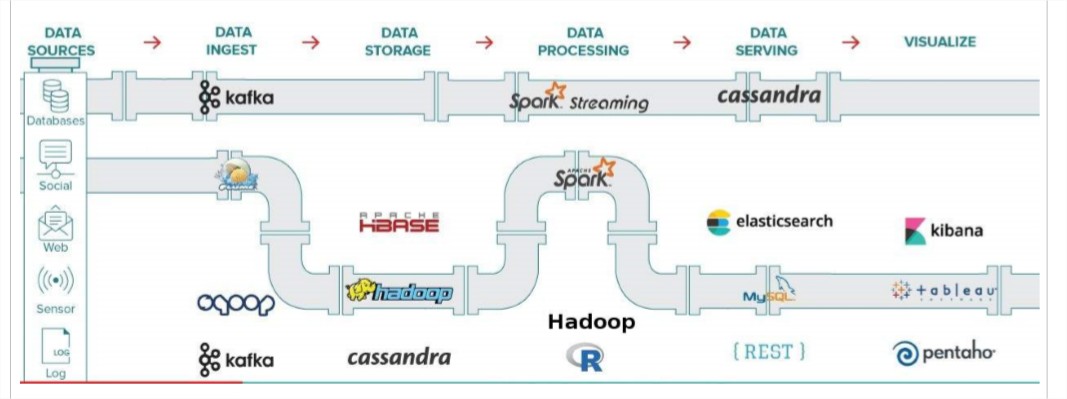 DATA SOURCES
DATA INGEST
DATA STORAGE
DATA PROCESSING
DATA SERVING
VISUALIZE
Databases
kafka
Spark Streaming
cassandra
Social
APACHE Spark
Web
APACHE HBASE
elasticsearch
kibana
Sensor
sqoop
hadoop
MySQL
+ableau
SOFTWARE
Hadoop
LOG
Log
kafka
cassandra
R
{ REST }
pentaho